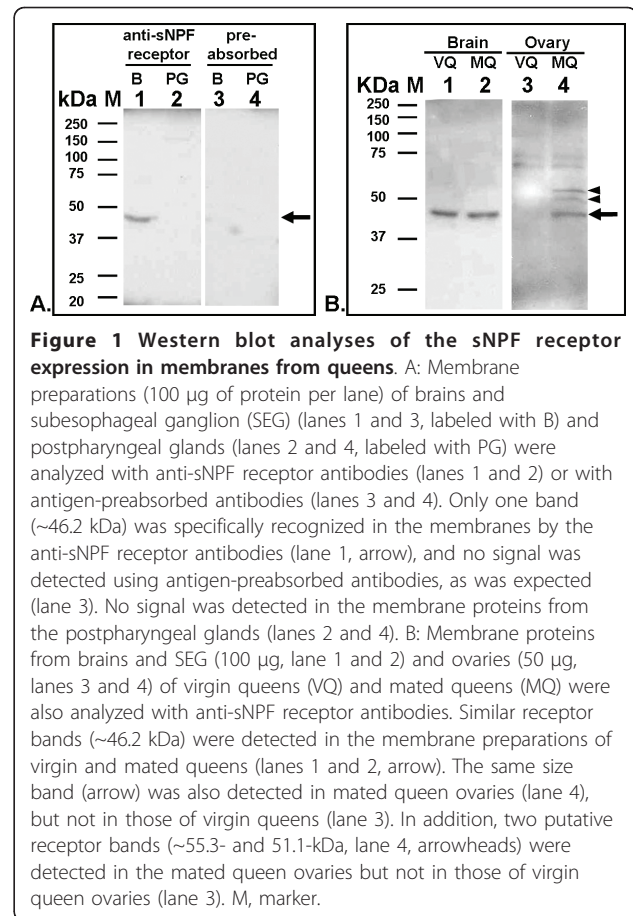 anti-sNPF receptor pre-absorbed
B PG B PG
kDa M 1 2 3 4
250
150
100
75
50
37
25
20
A.
Brain Ovary
VQ MQ VQ MQ
KDa M 1 2 3 4
250
150
100
75
50
37
25
B.
Figure 1 Western blot analyses of the sNPF receptor
expression in membranes from queens. A: Membrane
preparations (100 μg of protein per lane) of brains and
subesophageal ganglion (SEG) (lanes 1 and 3, labeled with B) and
postpharyngeal glands (lanes 2 and 4, labeled with PG) were
analyzed with anti-sNPF receptor antibodies (lanes 1 and 2) or with
antigen-preabsorbed antibodies (lanes 3 and 4). Only one band
(~46.2 kDa) was specifically recognized in the membranes by the
anti-sNPF receptor antibodies (lane 1, arrow), and no signal was
detected using antigen-preabsorbed antibodies, as was expected
(lane 3). No signal was detected in the membrane proteins from
the postpharyngeal glands (lanes 2 and 4). B: Membrane proteins
from brains and SEG (100 μg, lane 1 and 2) and ovaries (50 μg,
lanes 3 and 4) of virgin queens (VQ) and mated queens (MQ) were
also analyzed with anti-sNPF receptor antibodies. Similar receptor
bands (~46.2 kDa) were detected in the membrane preparations of
virgin and mated queens (lanes 1 and 2, arrow). The same size
band (arrow) was also detected in mated queen ovaries (lane 4),
but not in those of virgin queens (lane 3). In addition, two putative
receptor bands (~55.3- and 51.1-kDa, lane 4, arrowheads) were
detected in the mated queen ovaries but not in those of virgin
queen ovaries (lane 3). M, marker.